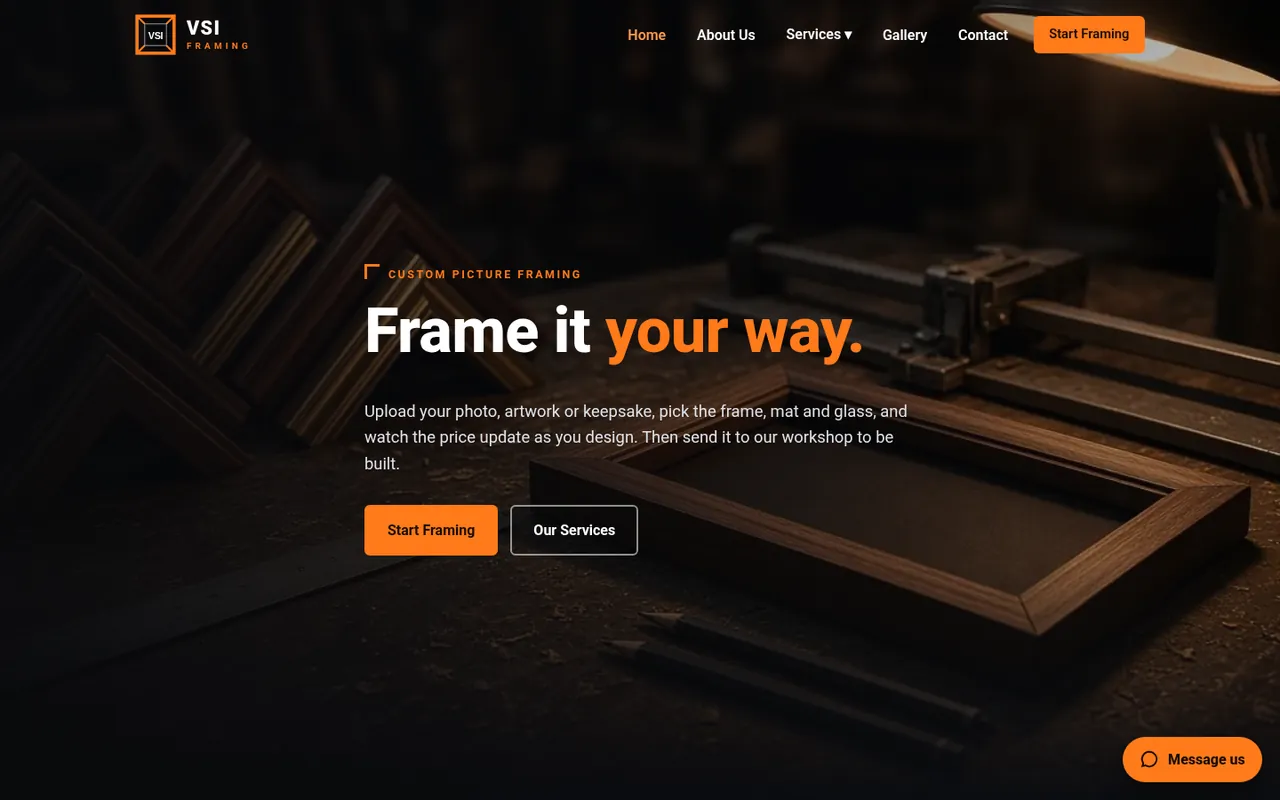 VSI
VSI
FRAMING
Home
About Us
Services ▾
Gallery
Contact
Start Framing
CUSTOM PICTURE FRAMING
Frame it your way.
Upload your photo, artwork or keepsake, pick the frame, mat and glass, and
watch the price update as you design. Then send it to our workshop to be
built.
Start Framing
Our Services
Message us